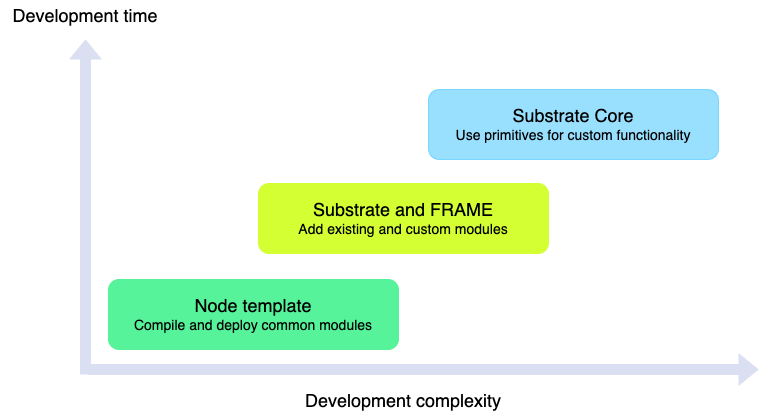 Development time
Substrate Core
Use primitives for custom functionality
Substrate and FRAME
Add existing and custom modules
Node template
Compile and deploy common modules
Development complexity